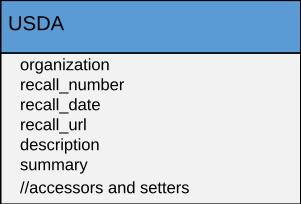 USDA
organization
recall_number
recall_date
recall_url
description
summary
//accessors and setters